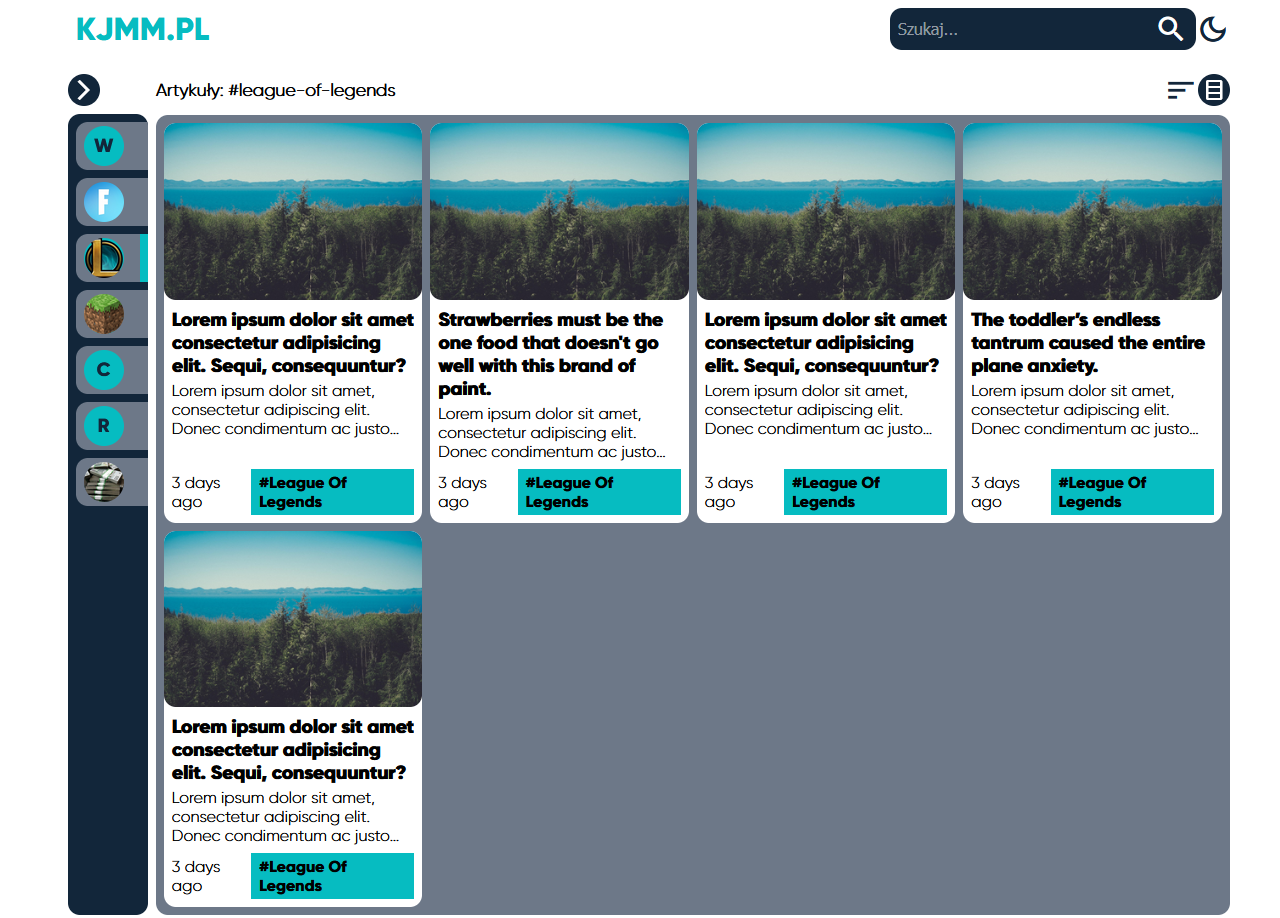 KJMM.PL
Szukaj...
Artykuły: #league-of-legends
W
F
L
C
R
Lorem ipsum dolor sit amet
consectetur adipisicing
elit. Sequi, consequuntur?
Lorem ipsum dolor sit amet,
consectetur adipiscing elit.
Donec condimentum ac justo...
3 days
ago
#League Of
Legends
Strawberries must be the
one food that doesn't go
well with this brand of
paint.
Lorem ipsum dolor sit amet,
consectetur adipiscing elit.
Donec condimentum ac justo...
3 days
ago
#League Of
Legends
Lorem ipsum dolor sit amet
consectetur adipisicing
elit. Sequi, consequuntur?
Lorem ipsum dolor sit amet,
consectetur adipiscing elit.
Donec condimentum ac justo...
3 days
ago
#League Of
Legends
The toddler’s endless
tantrum caused the entire
plane anxiety.
Lorem ipsum dolor sit amet,
consectetur adipiscing elit.
Donec condimentum ac justo...
3 days
ago
#League Of
Legends
Lorem ipsum dolor sit amet
consectetur adipisicing
elit. Sequi, consequuntur?
Lorem ipsum dolor sit amet,
consectetur adipiscing elit.
Donec condimentum ac justo...
3 days
ago
#League Of
Legends